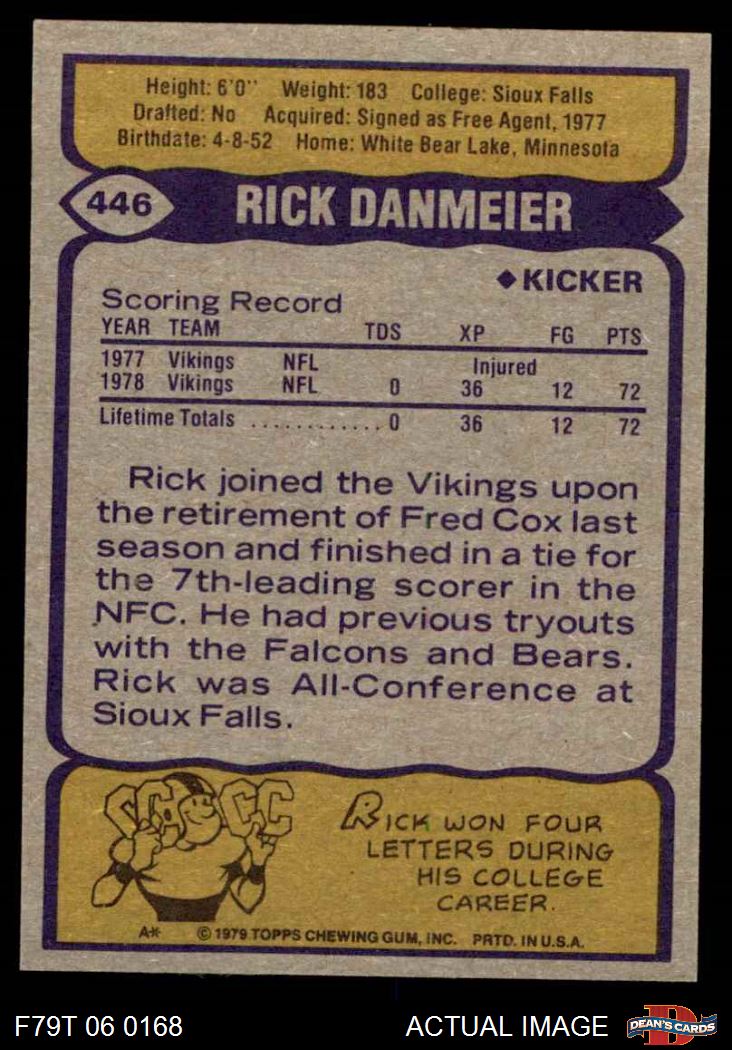 Height: 6'0" Weight: 183 College: Sioux Falls
Drafted: No Acquired: Signed as Free Agent, 1977
Birthdate: 4-8-52 Home: White Bear Lake, Minnesota
446 RICK DANMEIER
◆KICKER
Scoring Record
YEAR TEAM TDS XP FG PTS
1977 Vikings NFL Injured
1978 Vikings NFL 0 36 12 72
Lifetime Totals ............ 0 36 12 72
Rick joined the Vikings upon
the retirement of Fred Cox last
season and finished in a tie for
the 7th-leading scorer in the
NFC. He had previous tryouts
with the Falcons and Bears.
Rick was All-Conference at
Sioux Falls.
CC CC
RICK WON FOUR
LETTERS DURING
HIS COLLEGE
CAREER.
A* © 1979 TOPPS CHEWING GUM, INC. PRTD. IN U.S.A.
F79T 06 0168 ACTUAL IMAGE D DEAN'S CARDS